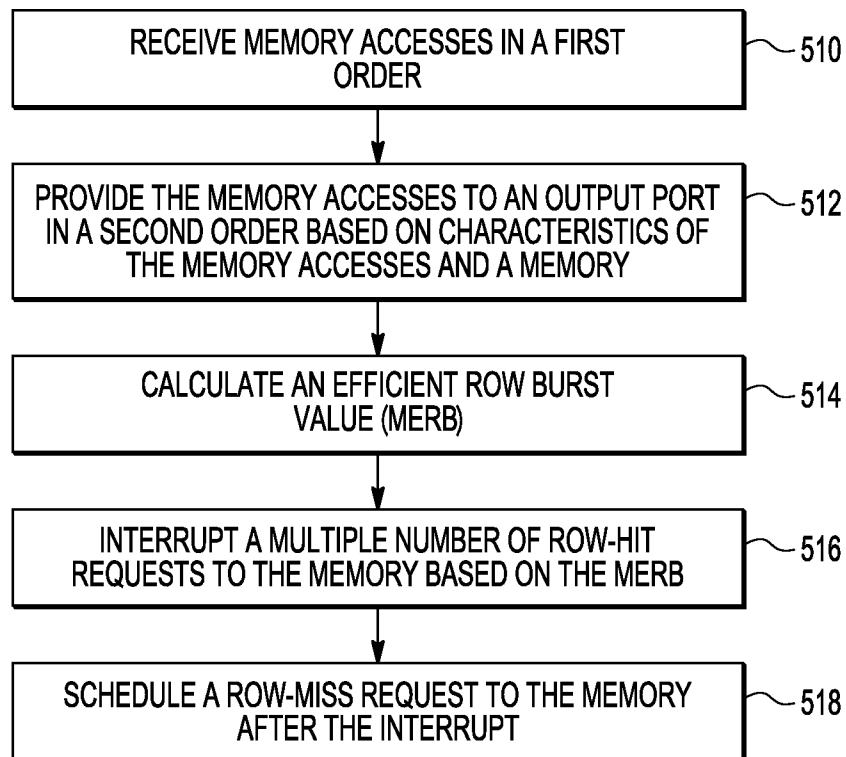 RECEIVE MEMORY ACCESSES IN A FIRST
ORDER
510
PROVIDE THE MEMORY ACCESSES TO AN OUTPUT PORT
IN A SECOND ORDER BASED ON CHARACTERISTICS OF
THE MEMORY ACCESSES AND A MEMORY
512
CALCULATE AN EFFICIENT ROW BURST
VALUE (MERB)
514
INTERRUPT A MULTIPLE NUMBER OF ROW-HIT
REQUESTS TO THE MEMORY BASED ON THE MERB
516
SCHEDULE A ROW-MISS REQUEST TO THE MEMORY
AFTER THE INTERRUPT
518